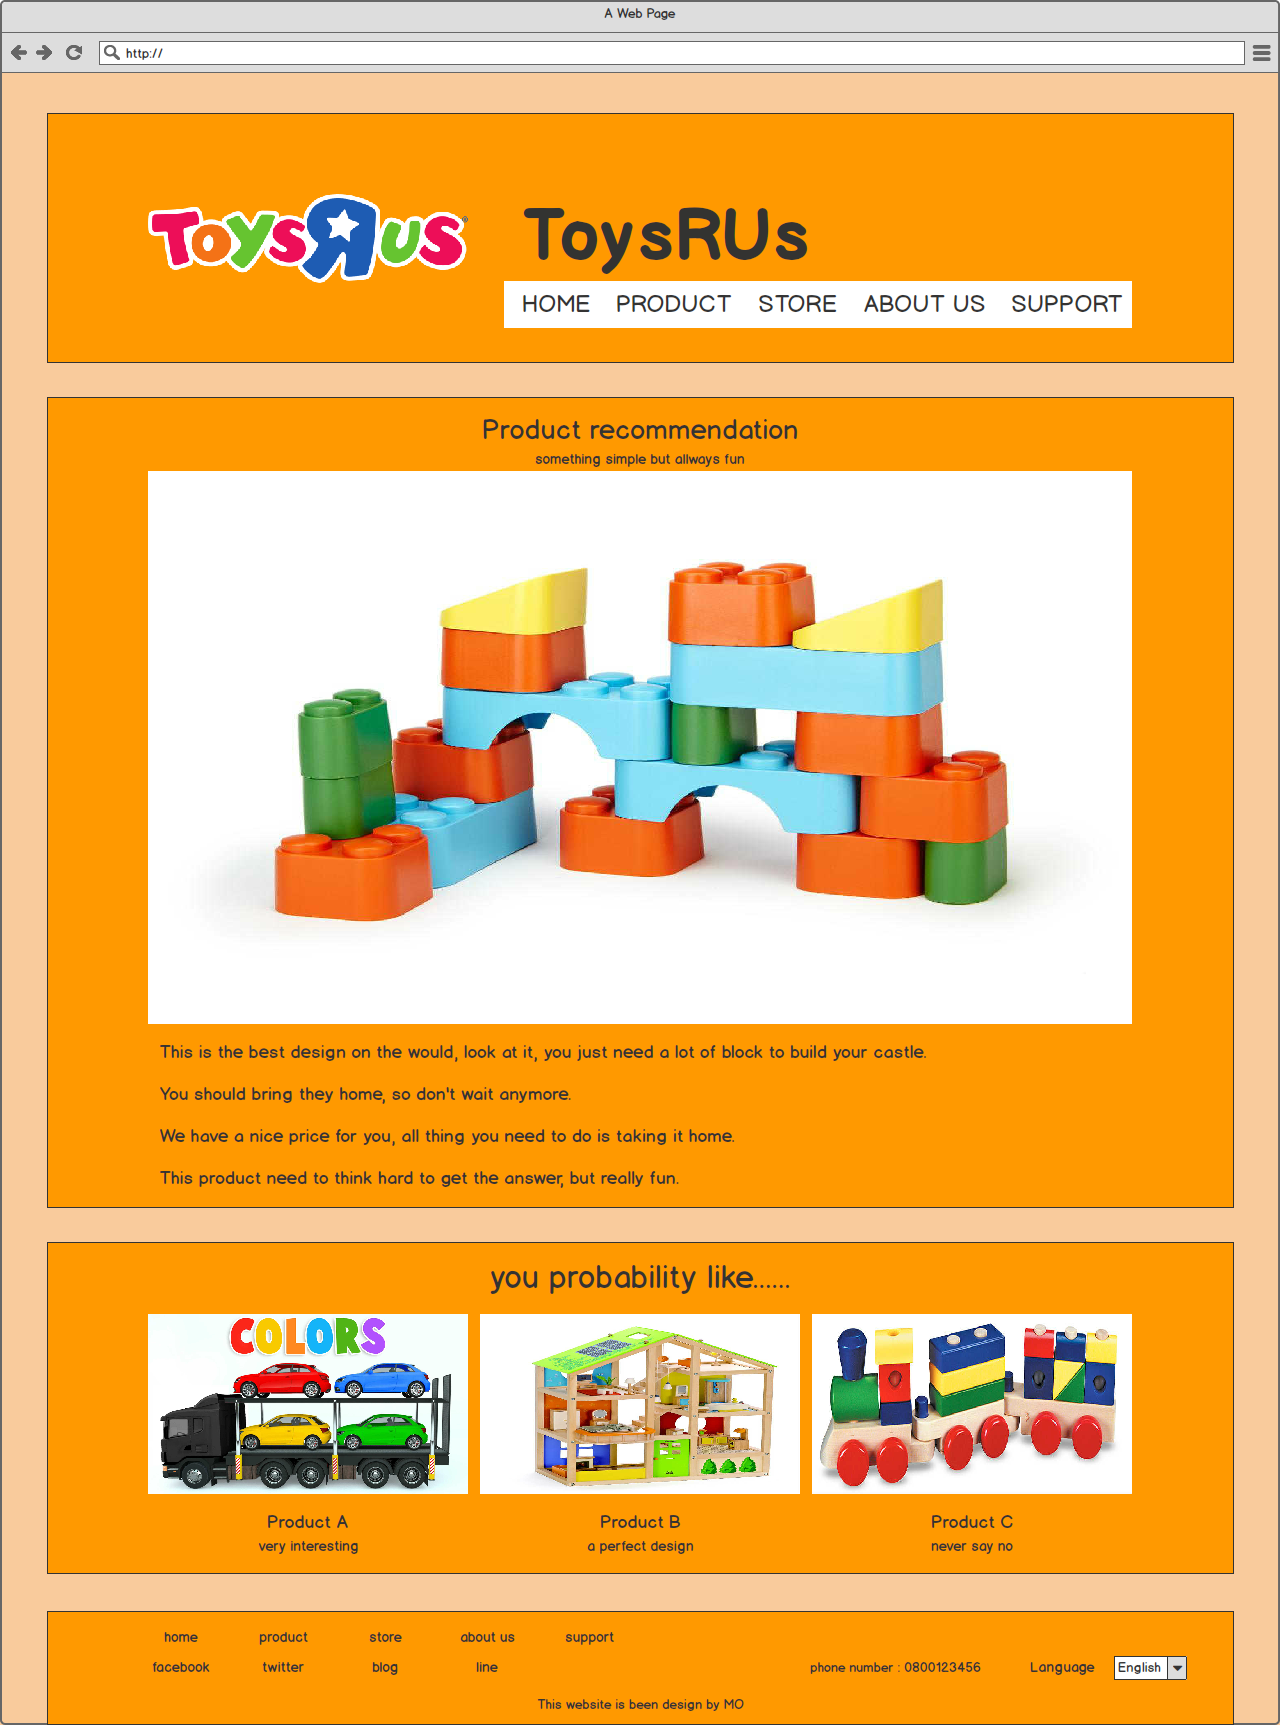 A Web Page
http://
TOYSRUS
ToysRUs
HOME PRODUCT STORE ABOUT US SUPPORT
Product recommendation
something simple but allways fun
This is the best design on the would, look at it, you just need a lot of block to build your castle.
You should bring they home, so don't wait anymore.
We have a nice price for you, all thing you need to do is taking it home.
This product need to think hard to get the answer, but really fun.
you probability like......
COLORS
Product A Product B Product C
very interesting a perfect design never say no
home product store about us support
facebook twitter blog line phone number : 0800123456 Language English
This website is been design by MO